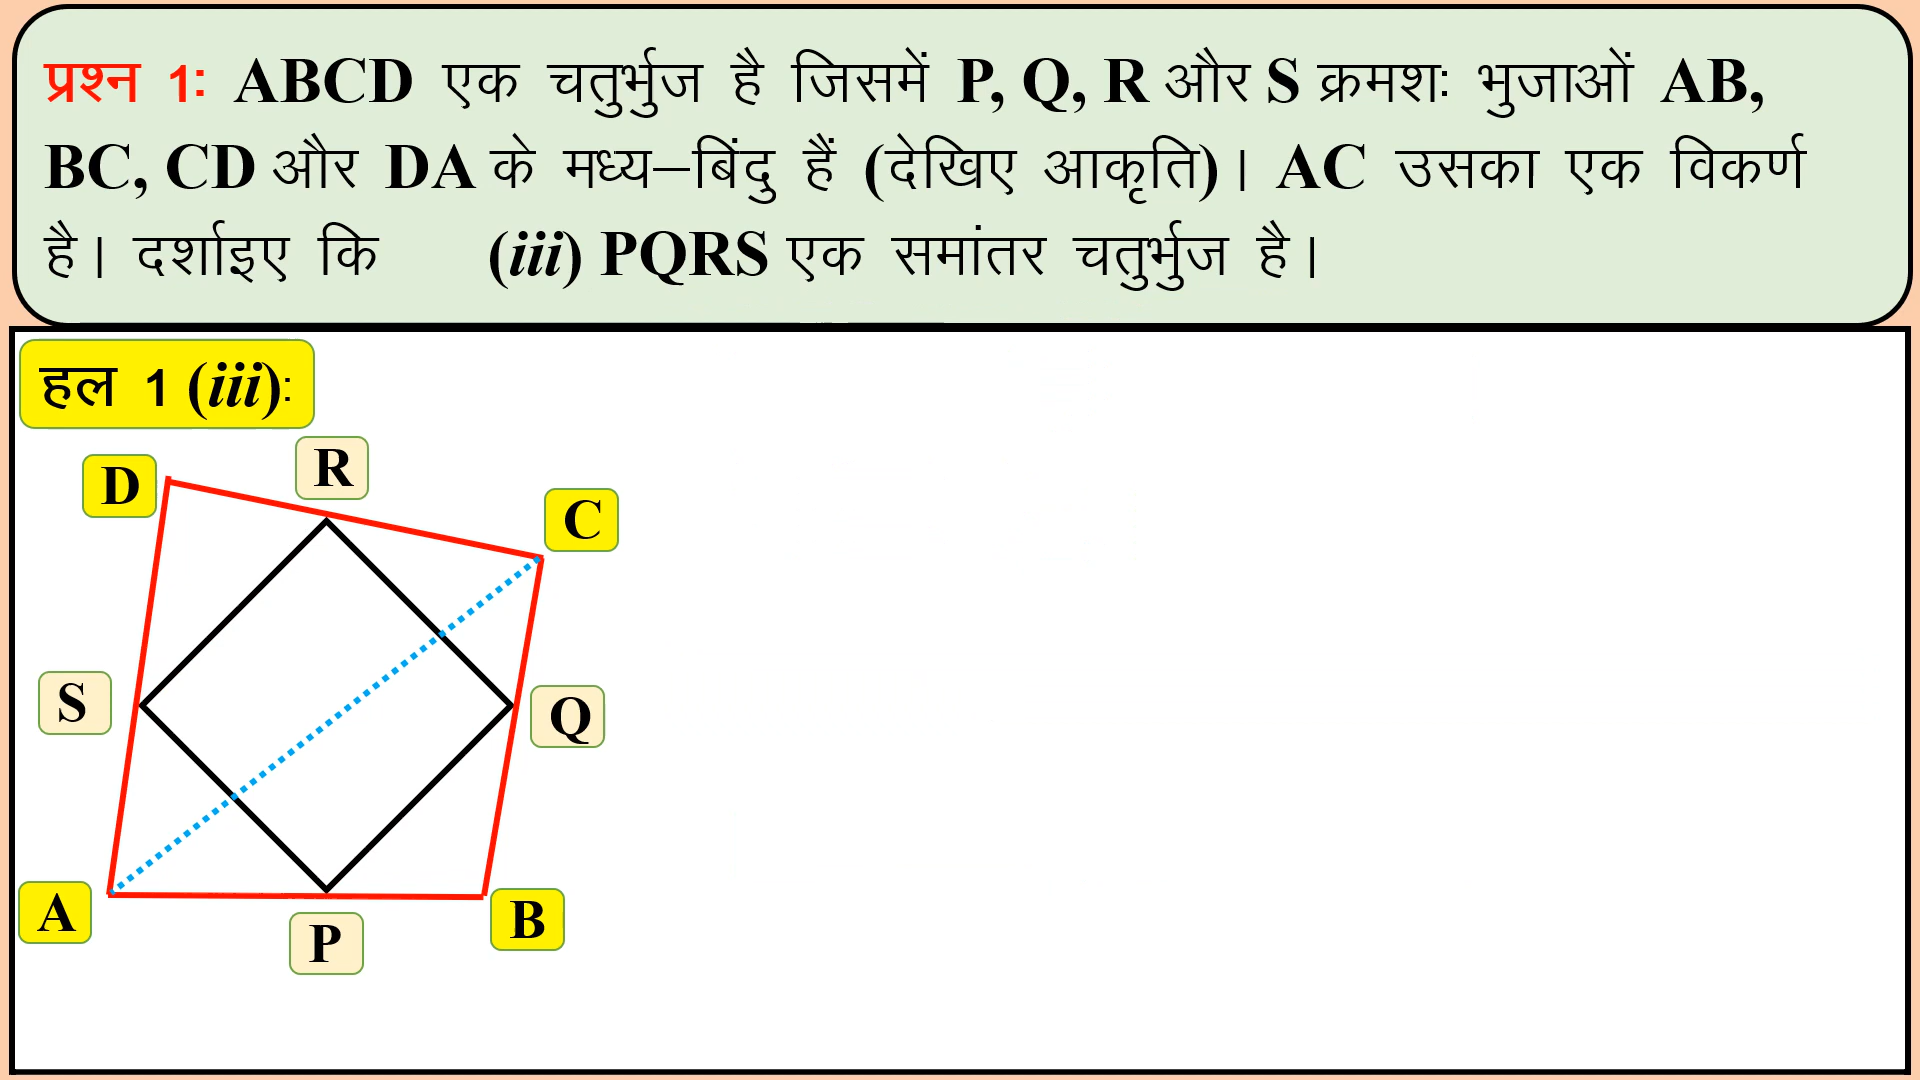 प्रश्न 1: ABCD एक चतुर्भुज है जिसमें P, Q, R और S क्रमशः भुजाओं AB,
BC, CD और DA के मध्य–बिंदु हैं (देखिए आकृति)। AC उसका एक विकर्ण
है। दर्शाइए कि (iii) PQRS एक समांतर चतुर्भुज है।
हल 1 (iii):
R
D
C
S
Q
A
B
P